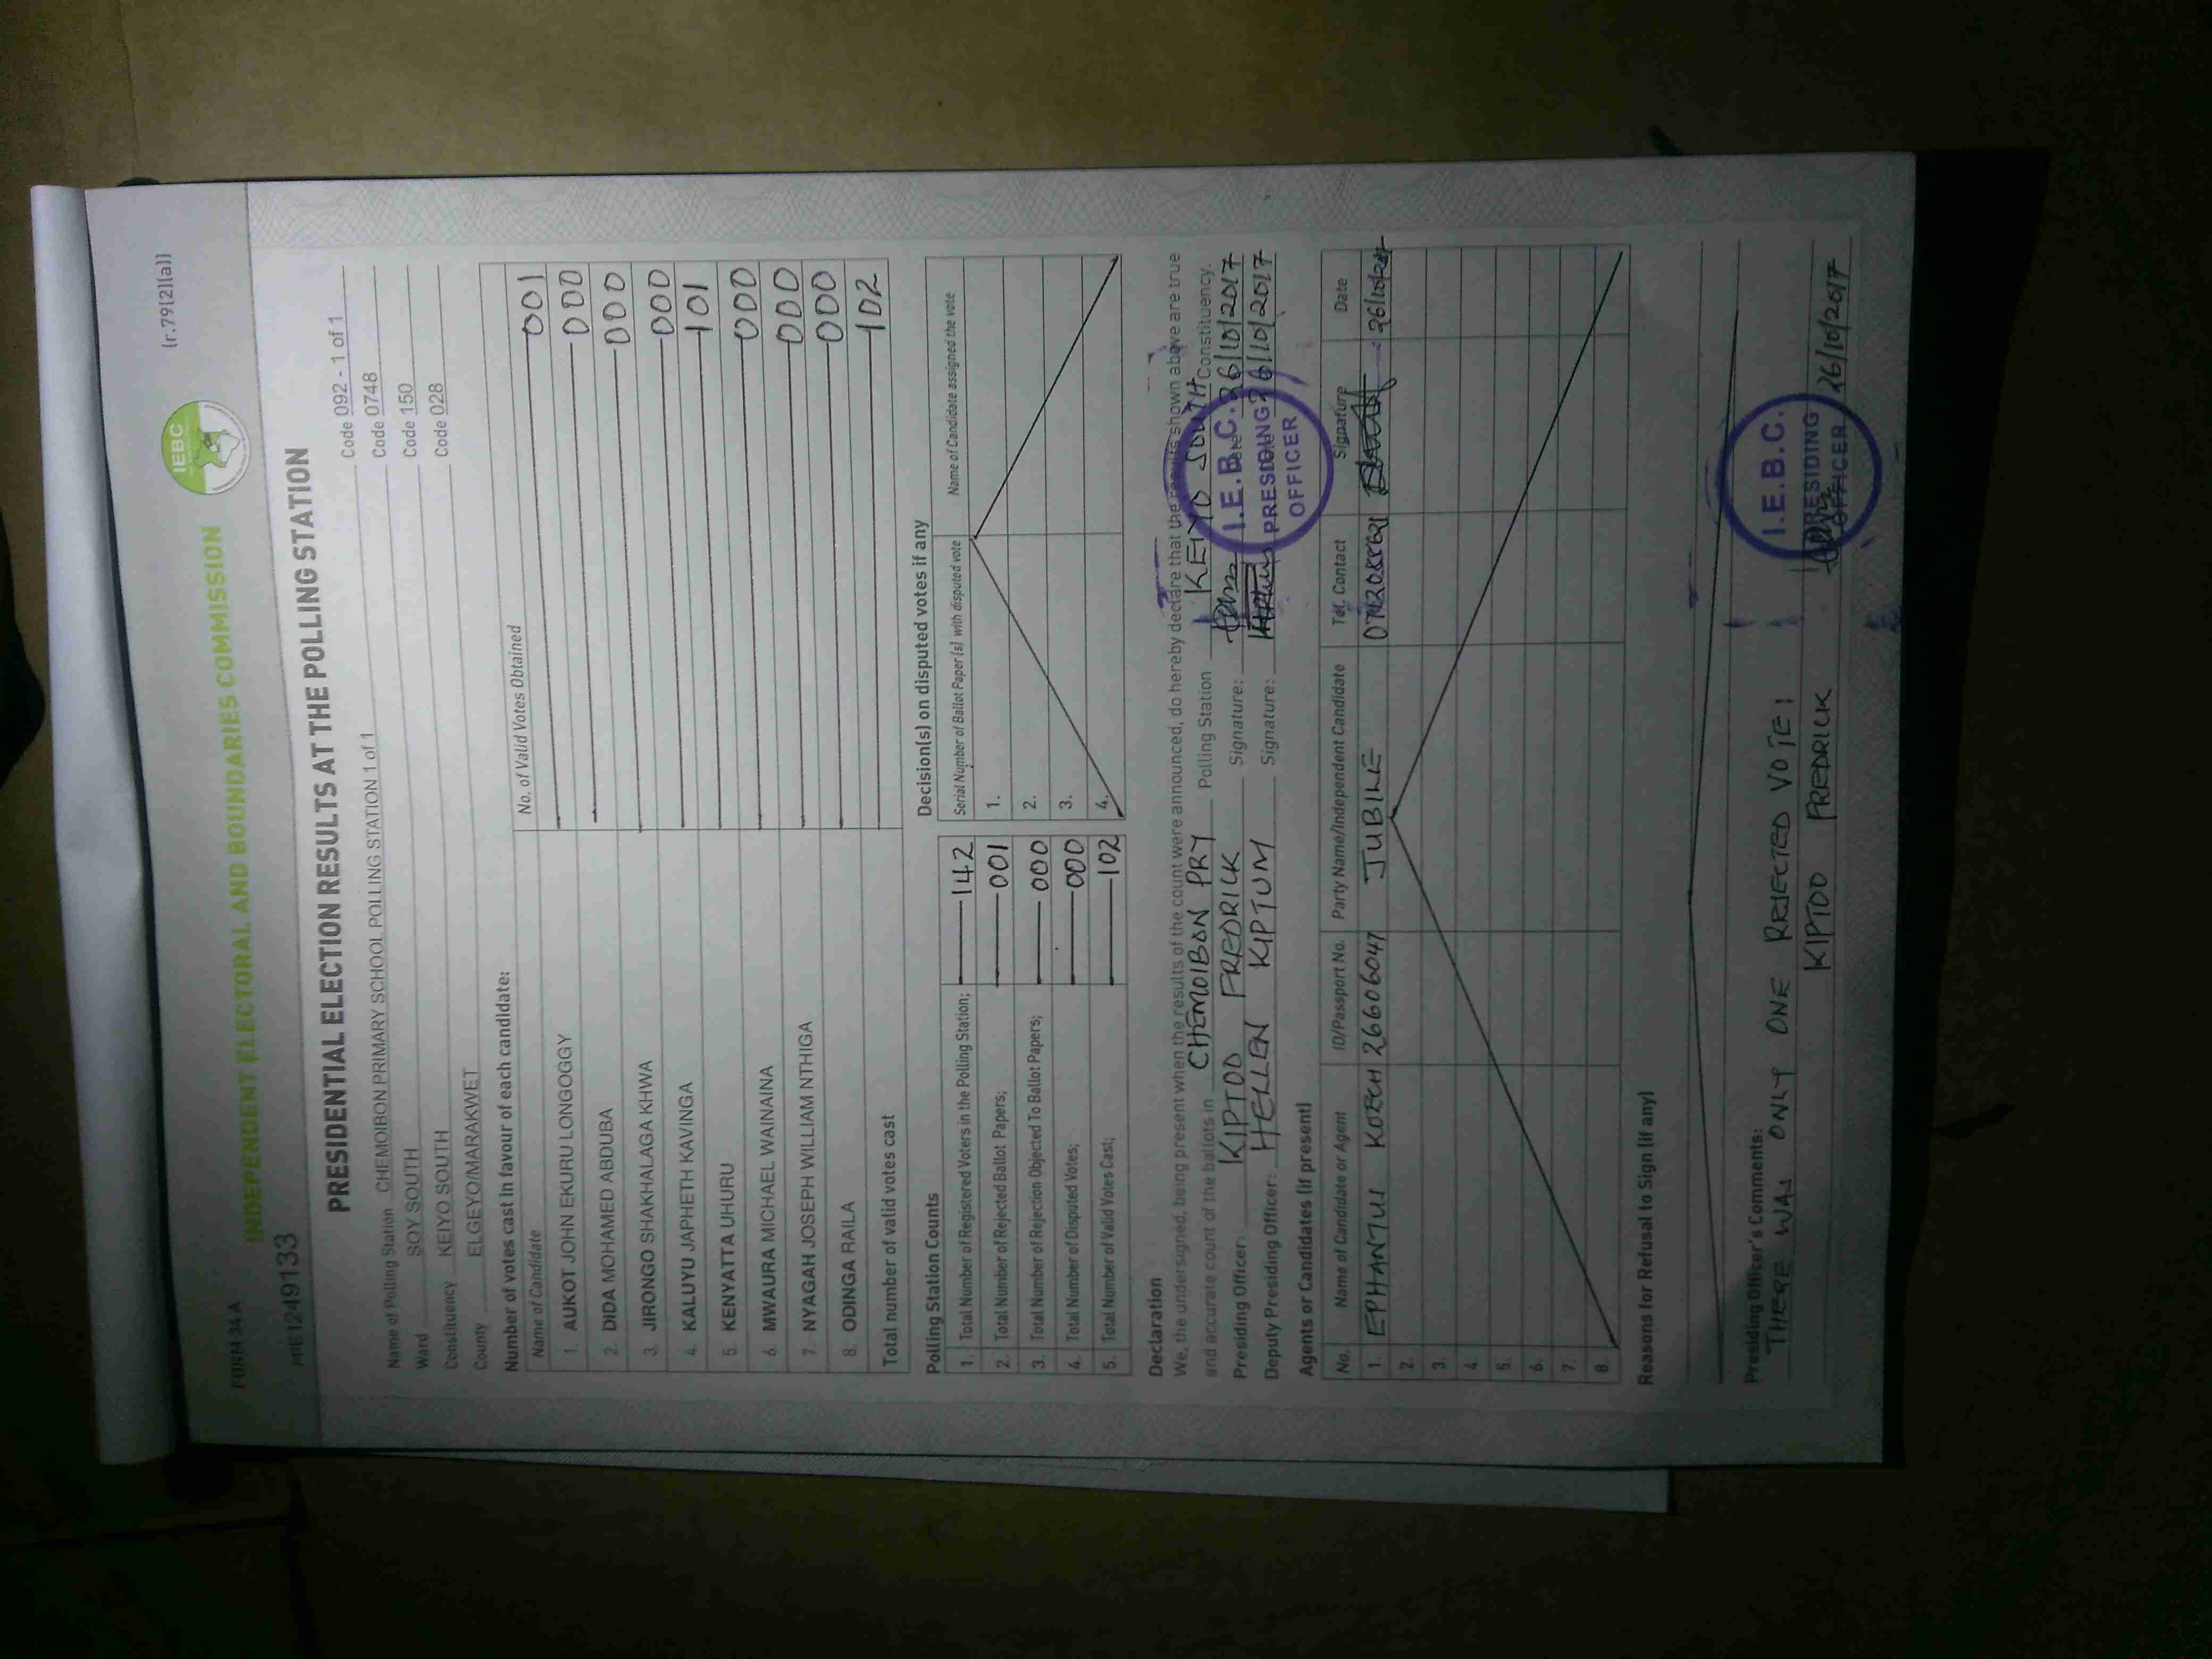 FORM 34A
(r.79(2)(a))
IEBC
INDEPENDENT ELECTORAL AND BOUNDARIES COMMISSION
1249133
PRESIDENTIAL ELECTION RESULTS AT THE POLLING STATION
Name of Polling Station CHEMOIBON PRIMARY SCHOOL POLLING STATION 1 of 1 Code 092 - 1 of 1
Ward SOY SOUTH Code 0748
Constituency KEIYO SOUTH Code 150
County ELGEYO/MARAKWET Code 028
Number of votes cast in favour of each candidate:
Name of Candidate No. of Valid Votes Obtained
1. AUKOT JOHN EKURU LONGOGGY 001
2. DIDA MOHAMED ABDUBA 000
3. JIRONGO SHAKHALAGA KHWA 000
4. KALUYU JAPHETH KAVINGA 000
5. KENYATTA UHURU 101
6. MWAURA MICHAEL WAINAINA 000
7. NYAGAH JOSEPH WILLIAM NTHIGA 000
8. ODINGA RAILA 000
Total number of valid votes cast 102
Polling Station Counts
1. Total Number of Registered Voters in the Polling Station; 142
2. Total Number of Rejected Ballot Papers; 001
3. Total Number of Rejection Objected To Ballot Papers; 000
4. Total Number of Disputed Votes; 000
5. Total Number of Valid Votes Cast; 102
Decision(s) on disputed votes if any
Serial Number of Ballot Paper (s) with disputed vote Name of Candidate assigned the vote
1.
2.
3.
4.
Declaration
We, the undersigned, being present when the results of the count were announced, do hereby declare that the results shown above are true
and accurate count of the ballots in CHEMOIBON PRY Polling Station KEIYO SOUTH Constituency.
Presiding Officer: KIPTOO FREDRICK Signature: Date 26/10/2017
Deputy Presiding Officer: HELLEN KIPTUM Signature: 26/10/2017
I.E.B.C.
PRESIDING
OFFICER
Agents or Candidates (if present)
No. Name of Candidate or Agent ID/Passport No. Party Name/Independent Candidate Tel. Contact Signature Date
1. EPHANTUS KOECH 26606047 JUBILE
2.
3.
4.
5.
6.
7.
8.
Reasons for Refusal to Sign (if any)
Presiding Officer's Comments:
THERE WAS ONLY ONE REJECTED VOTE!
KIPTOO FREDRICK 26/10/2017
I.E.B.C.
PRESIDING
OFFICER